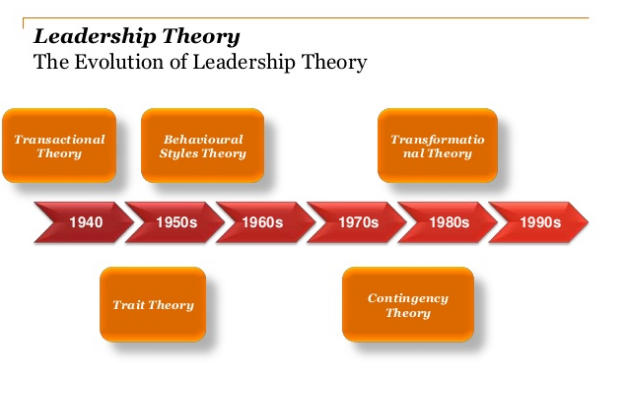 Leadership Theory
The Evolution of Leadership Theory
Transactional
Theory
Behavioural
Styles Theory
Transformatio
nal Theory
1940
1950s
1960s
1970s
1980s
1990s
Trait Theory
Contingency
Theory